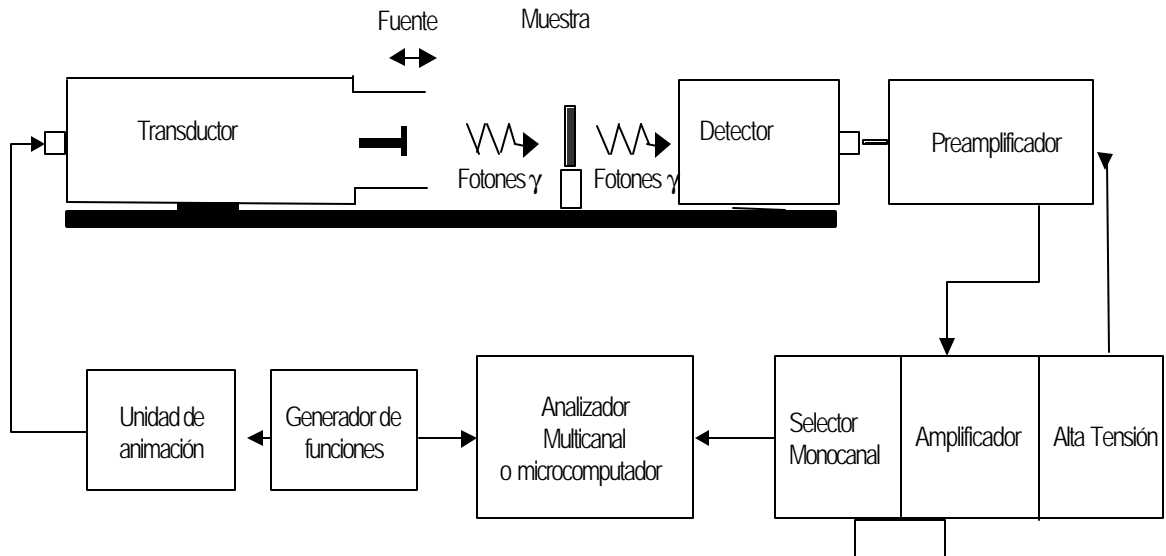 Fuente
Muestra
Transductor
Detector
Preamplificador
Fotones γ
Fotones γ
Unidad de
animación
Generador de
funciones
Analizador
Multicanal
o microcomputador
Selector
Monocanal
Amplificador
Alta Tensión